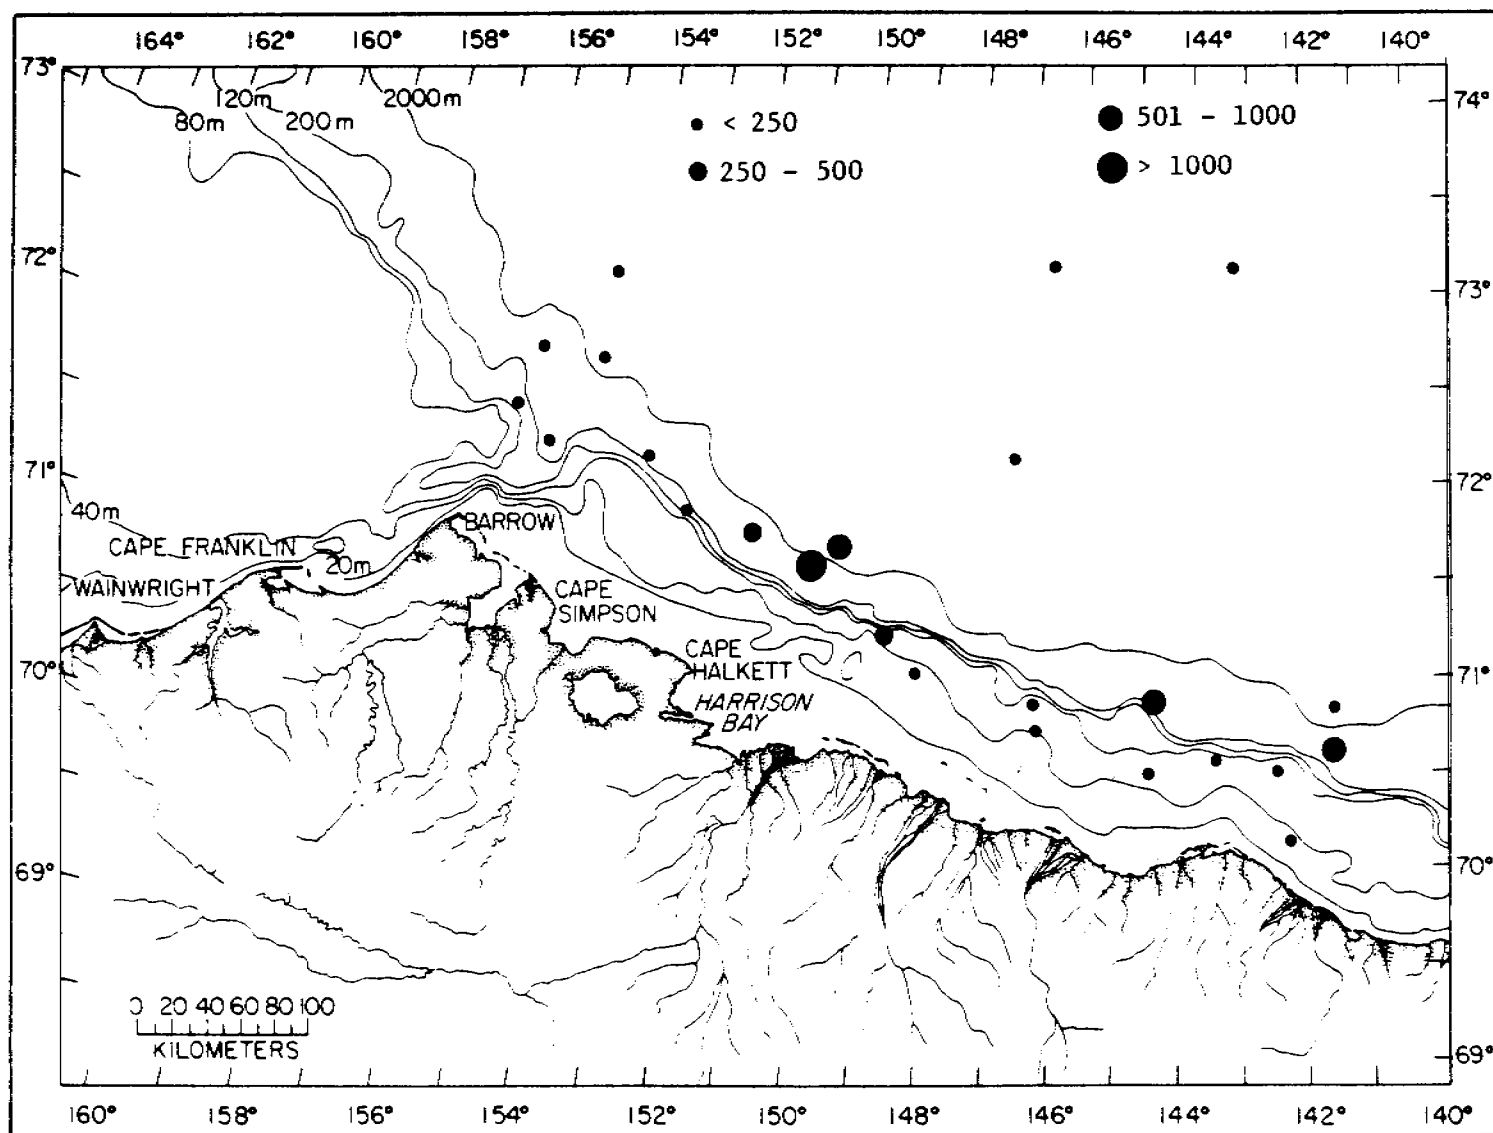 164° 162° 160° 158° 156° 154° 152° 150° 148° 146° 144° 142° 140°
73°
74°
120m
2000m
80m
200m
< 250
501 - 1000
250 - 500
> 1000
72°
73°
71°
72°
40m
BARROW
CAPE FRANKLIN
20m
WAINWRIGHT
CAPE
SIMPSON
70°
CAPE
HALKETT
71°
HARRISON
BAY
69°
70°
0 20 40 60 80 100
KILOMETERS
69°
160° 158° 156° 154° 152° 150° 148° 146° 144° 142° 140°